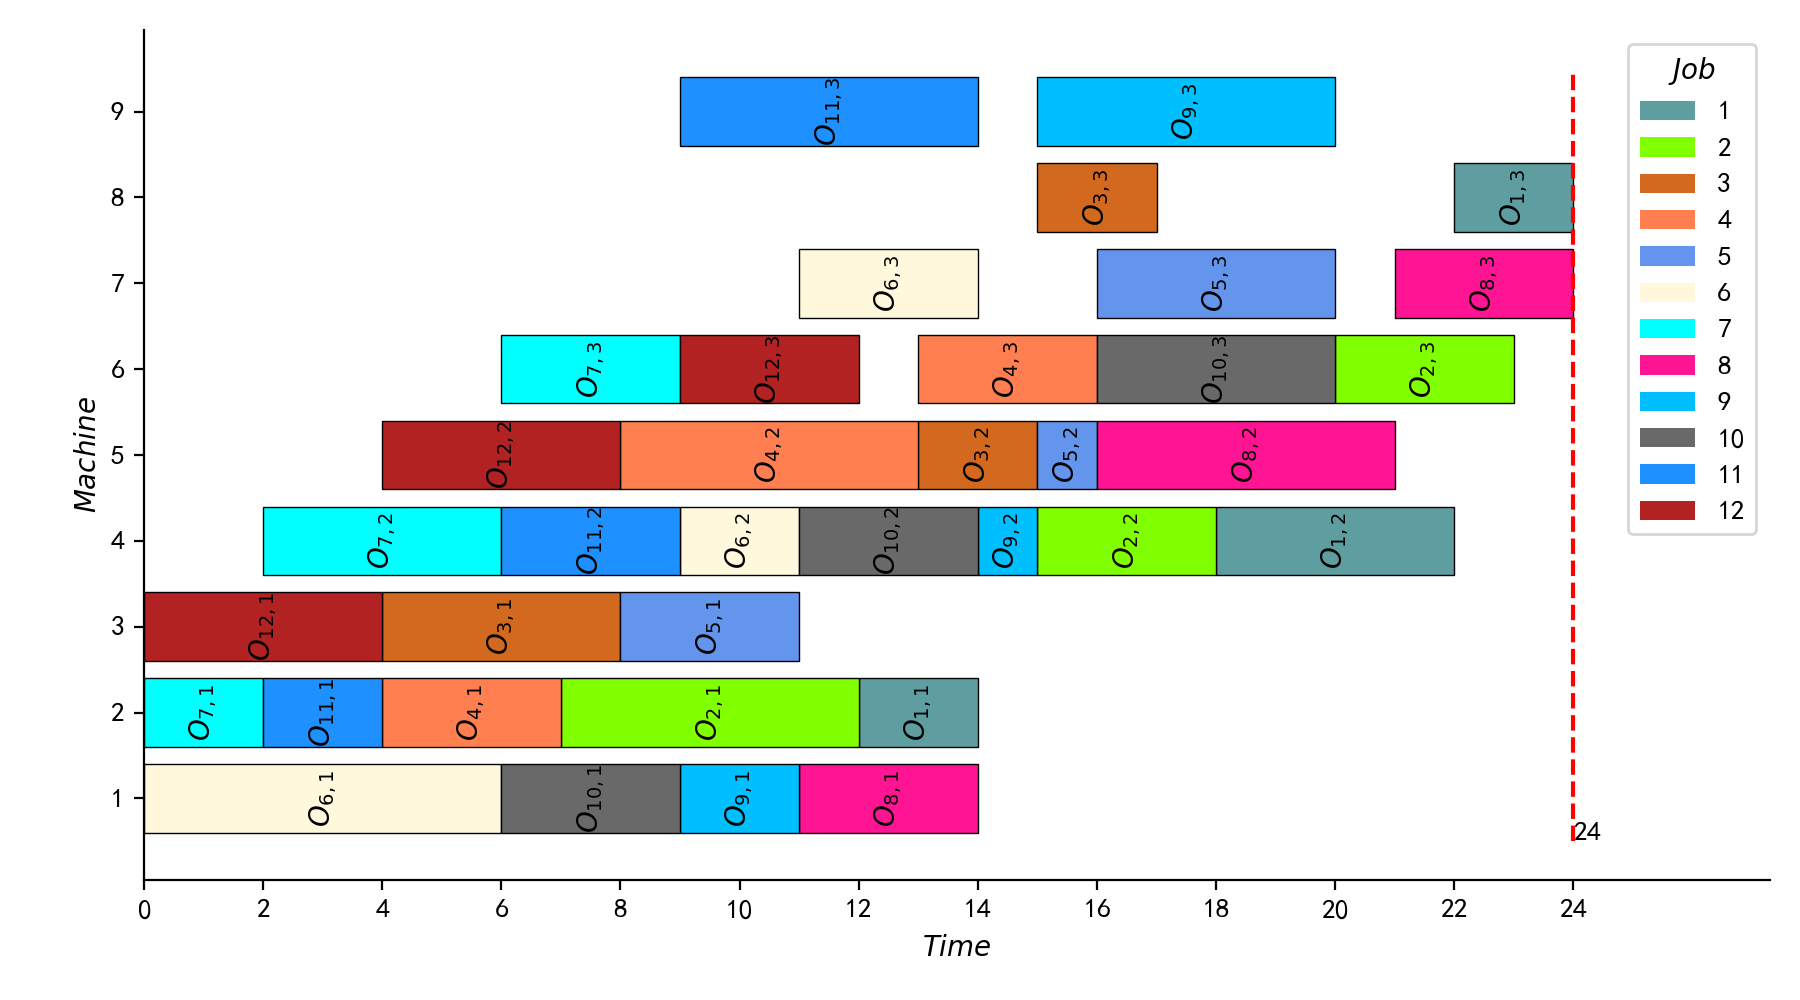 Job
1
2
3
4
5
6
7
8
9
10
11
12
Machine
9
O11,3
O9,3
8
O3,3
O1,3
7
O6,3
O5,3
O8,3
6
O7,3
O12,3
O4,3
O10,3
O2,3
5
O12,2
O4,2
O3,2
O5,2
O8,2
4
O7,2
O11,2
O6,2
O10,2
O9,2
O2,2
O1,2
3
O12,1
O3,1
O5,1
2
O7,1
O11,1
O4,1
O2,1
O1,1
1
O6,1
O10,1
O9,1
O8,1
24
0 2 4 6 8 10 12 14 16 18 20 22 24
Time